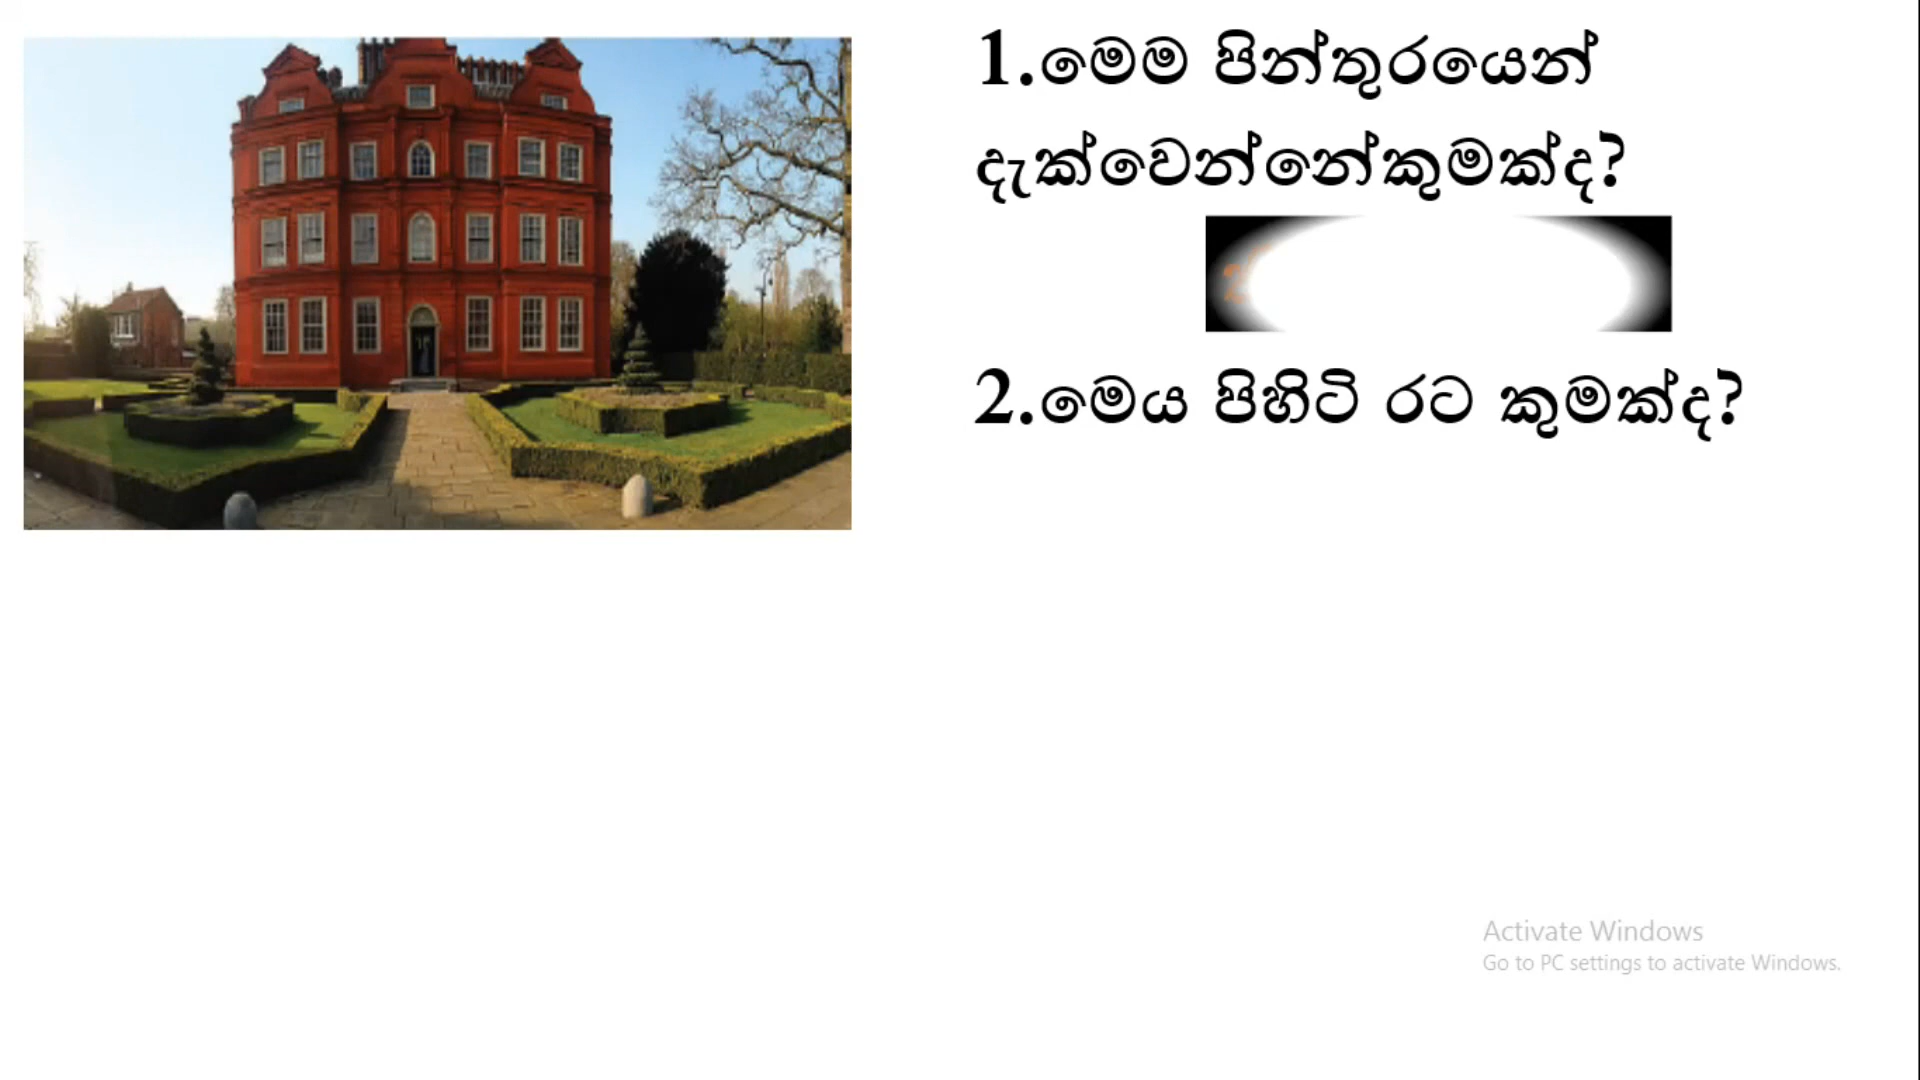 1.මෙම පින්තුරයෙන්
දැක්වෙන්නේකුමක්ද?
2.මෙය පිහිටි රට කුමක්ද?
Activate Windows
Go to PC settings to activate Windows.